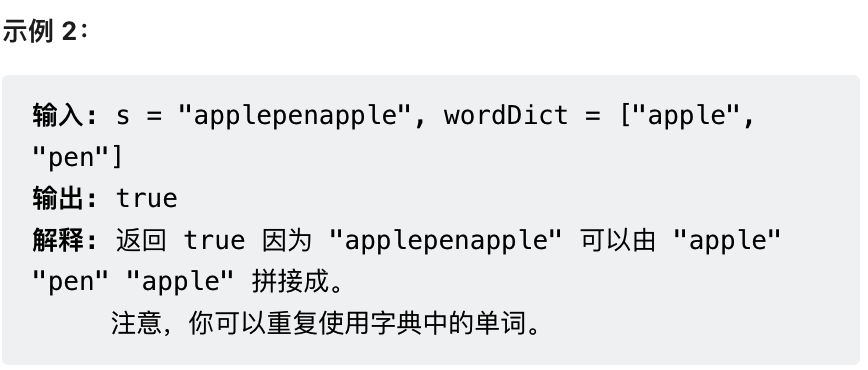 示例 2：
输入: s = "applepenapple", wordDict = ["apple",
"pen"]
输出: true
解释: 返回 true 因为 "applepenapple" 可以由 "apple"
"pen" "apple" 拼接成。
注意，你可以重复使用字典中的单词。